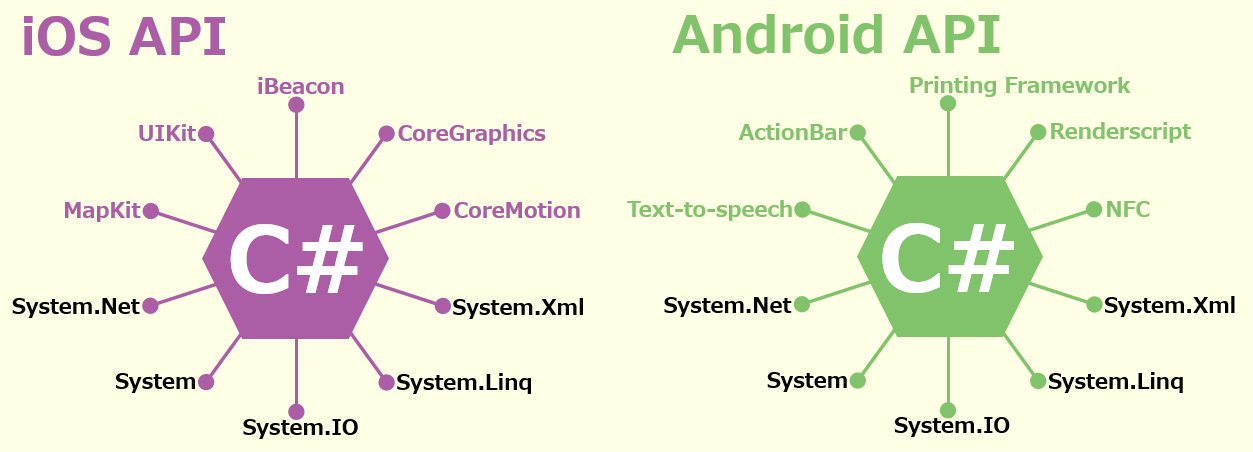 iOS API
iBeacon
UIKit
CoreGraphics
MapKit
CoreMotion
C#
System.Net
System.Xml
System
System.Linq
System.IO
Android API
Printing Framework
ActionBar
Renderscript
Text-to-speech
NFC
C#
System.Net
System.Xml
System
System.Linq
System.IO